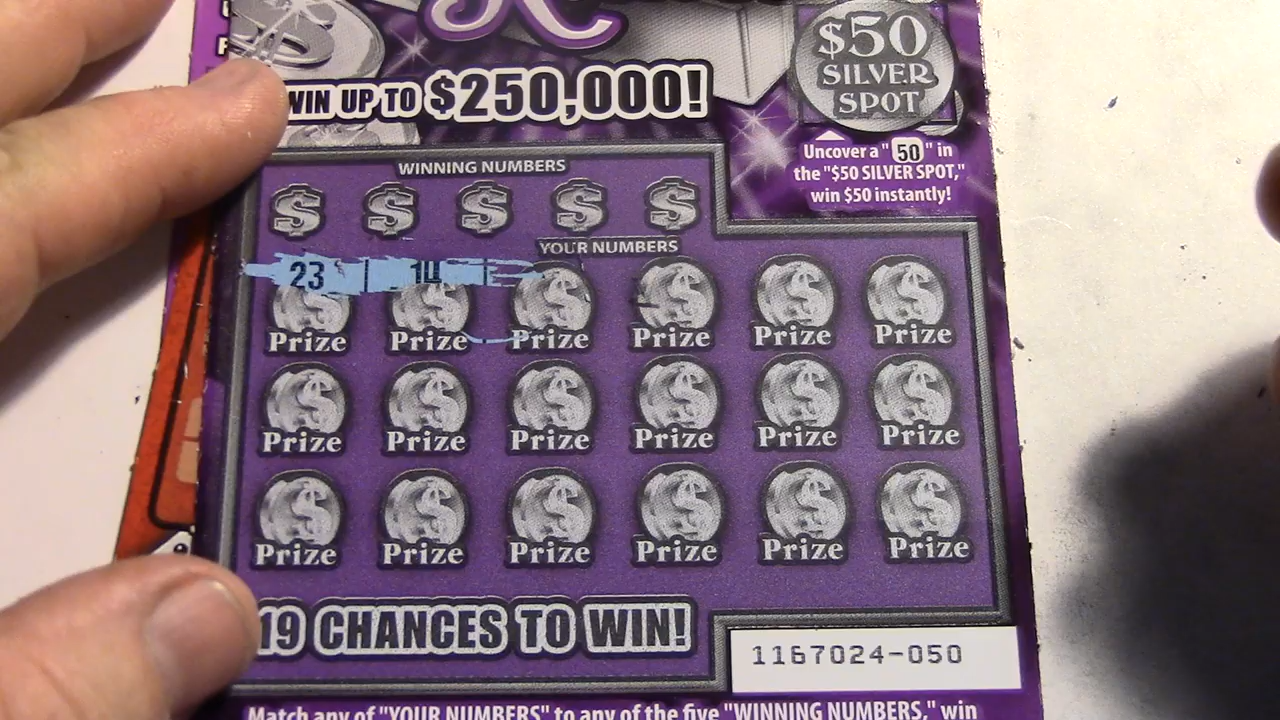 $50
SILVER
SPOT
WIN UP TO $250,000!
Uncover a "50" in
the "$50 SILVER SPOT,"
win $50 instantly!
WINNING NUMBERS
$ $ $ $ $
YOUR NUMBERS
23 14
Prize Prize Prize Prize Prize Prize
Prize Prize Prize Prize Prize Prize
Prize Prize Prize Prize Prize Prize
19 CHANCES TO WIN!
1167024-050
Match any of "YOUR NUMBERS" to any of the five "WINNING NUMBERS," win